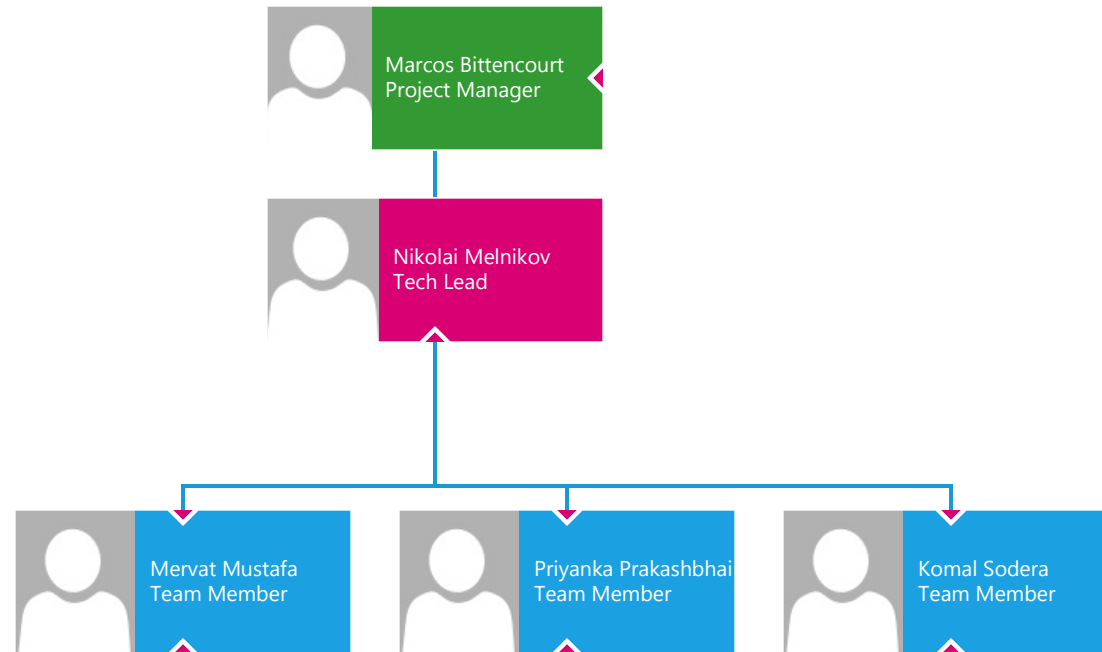 Marcos Bittencourt
Project Manager
Nikolai Melnikov
Tech Lead
Mervat Mustafa
Team Member
Priyanka Prakashbhai
Team Member
Komal Sodera
Team Member